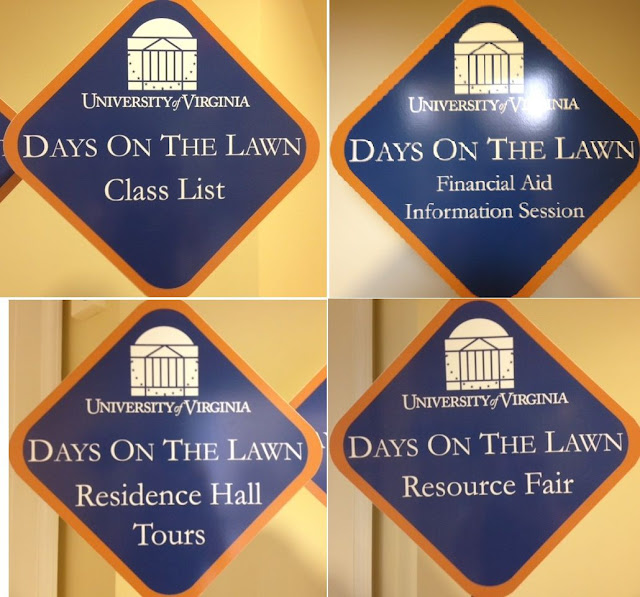 UNIVERSITY of VIRGINIA
DAYS ON THE LAWN
Class List
UNIVERSITY of VIRGINIA
DAYS ON THE LAWN
Financial Aid
Information Session
UNIVERSITY of VIRGINIA
DAYS ON THE LAWN
Residence Hall
Tours
UNIVERSITY of VIRGINIA
DAYS ON THE LAWN
Resource Fair